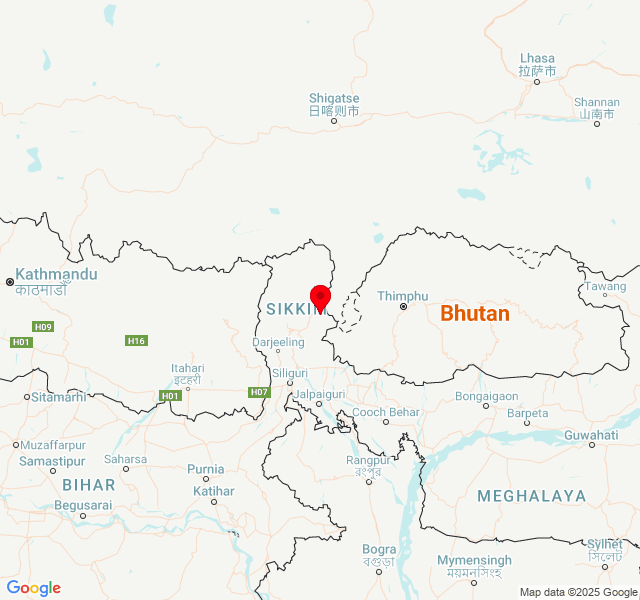 Lhasa
拉萨市
Shigatse
日喀则市
Shannan
山南市
Kathmandu
काठमाडौं
Tawang
Thimphu
SIKKIM
Bhutan
H09
H01
H16
Darjeeling
Itahari
इटहरी
Siliguri
H01
H07
Sitamarhi
Jalpaiguri
Bongaigaon
Cooch Behar
Barpeta
Guwahati
Muzaffarpur
Samastipur
Saharsa
Purnia
Rangpur
রংপুর
BIHAR
Katihar
MEGHALAYA
Begusarai
Bogra
বগুড়া
Mymensingh
ময়মনসিংহ
Sylhet
সিলেট
Google
Map data ©2025 Google